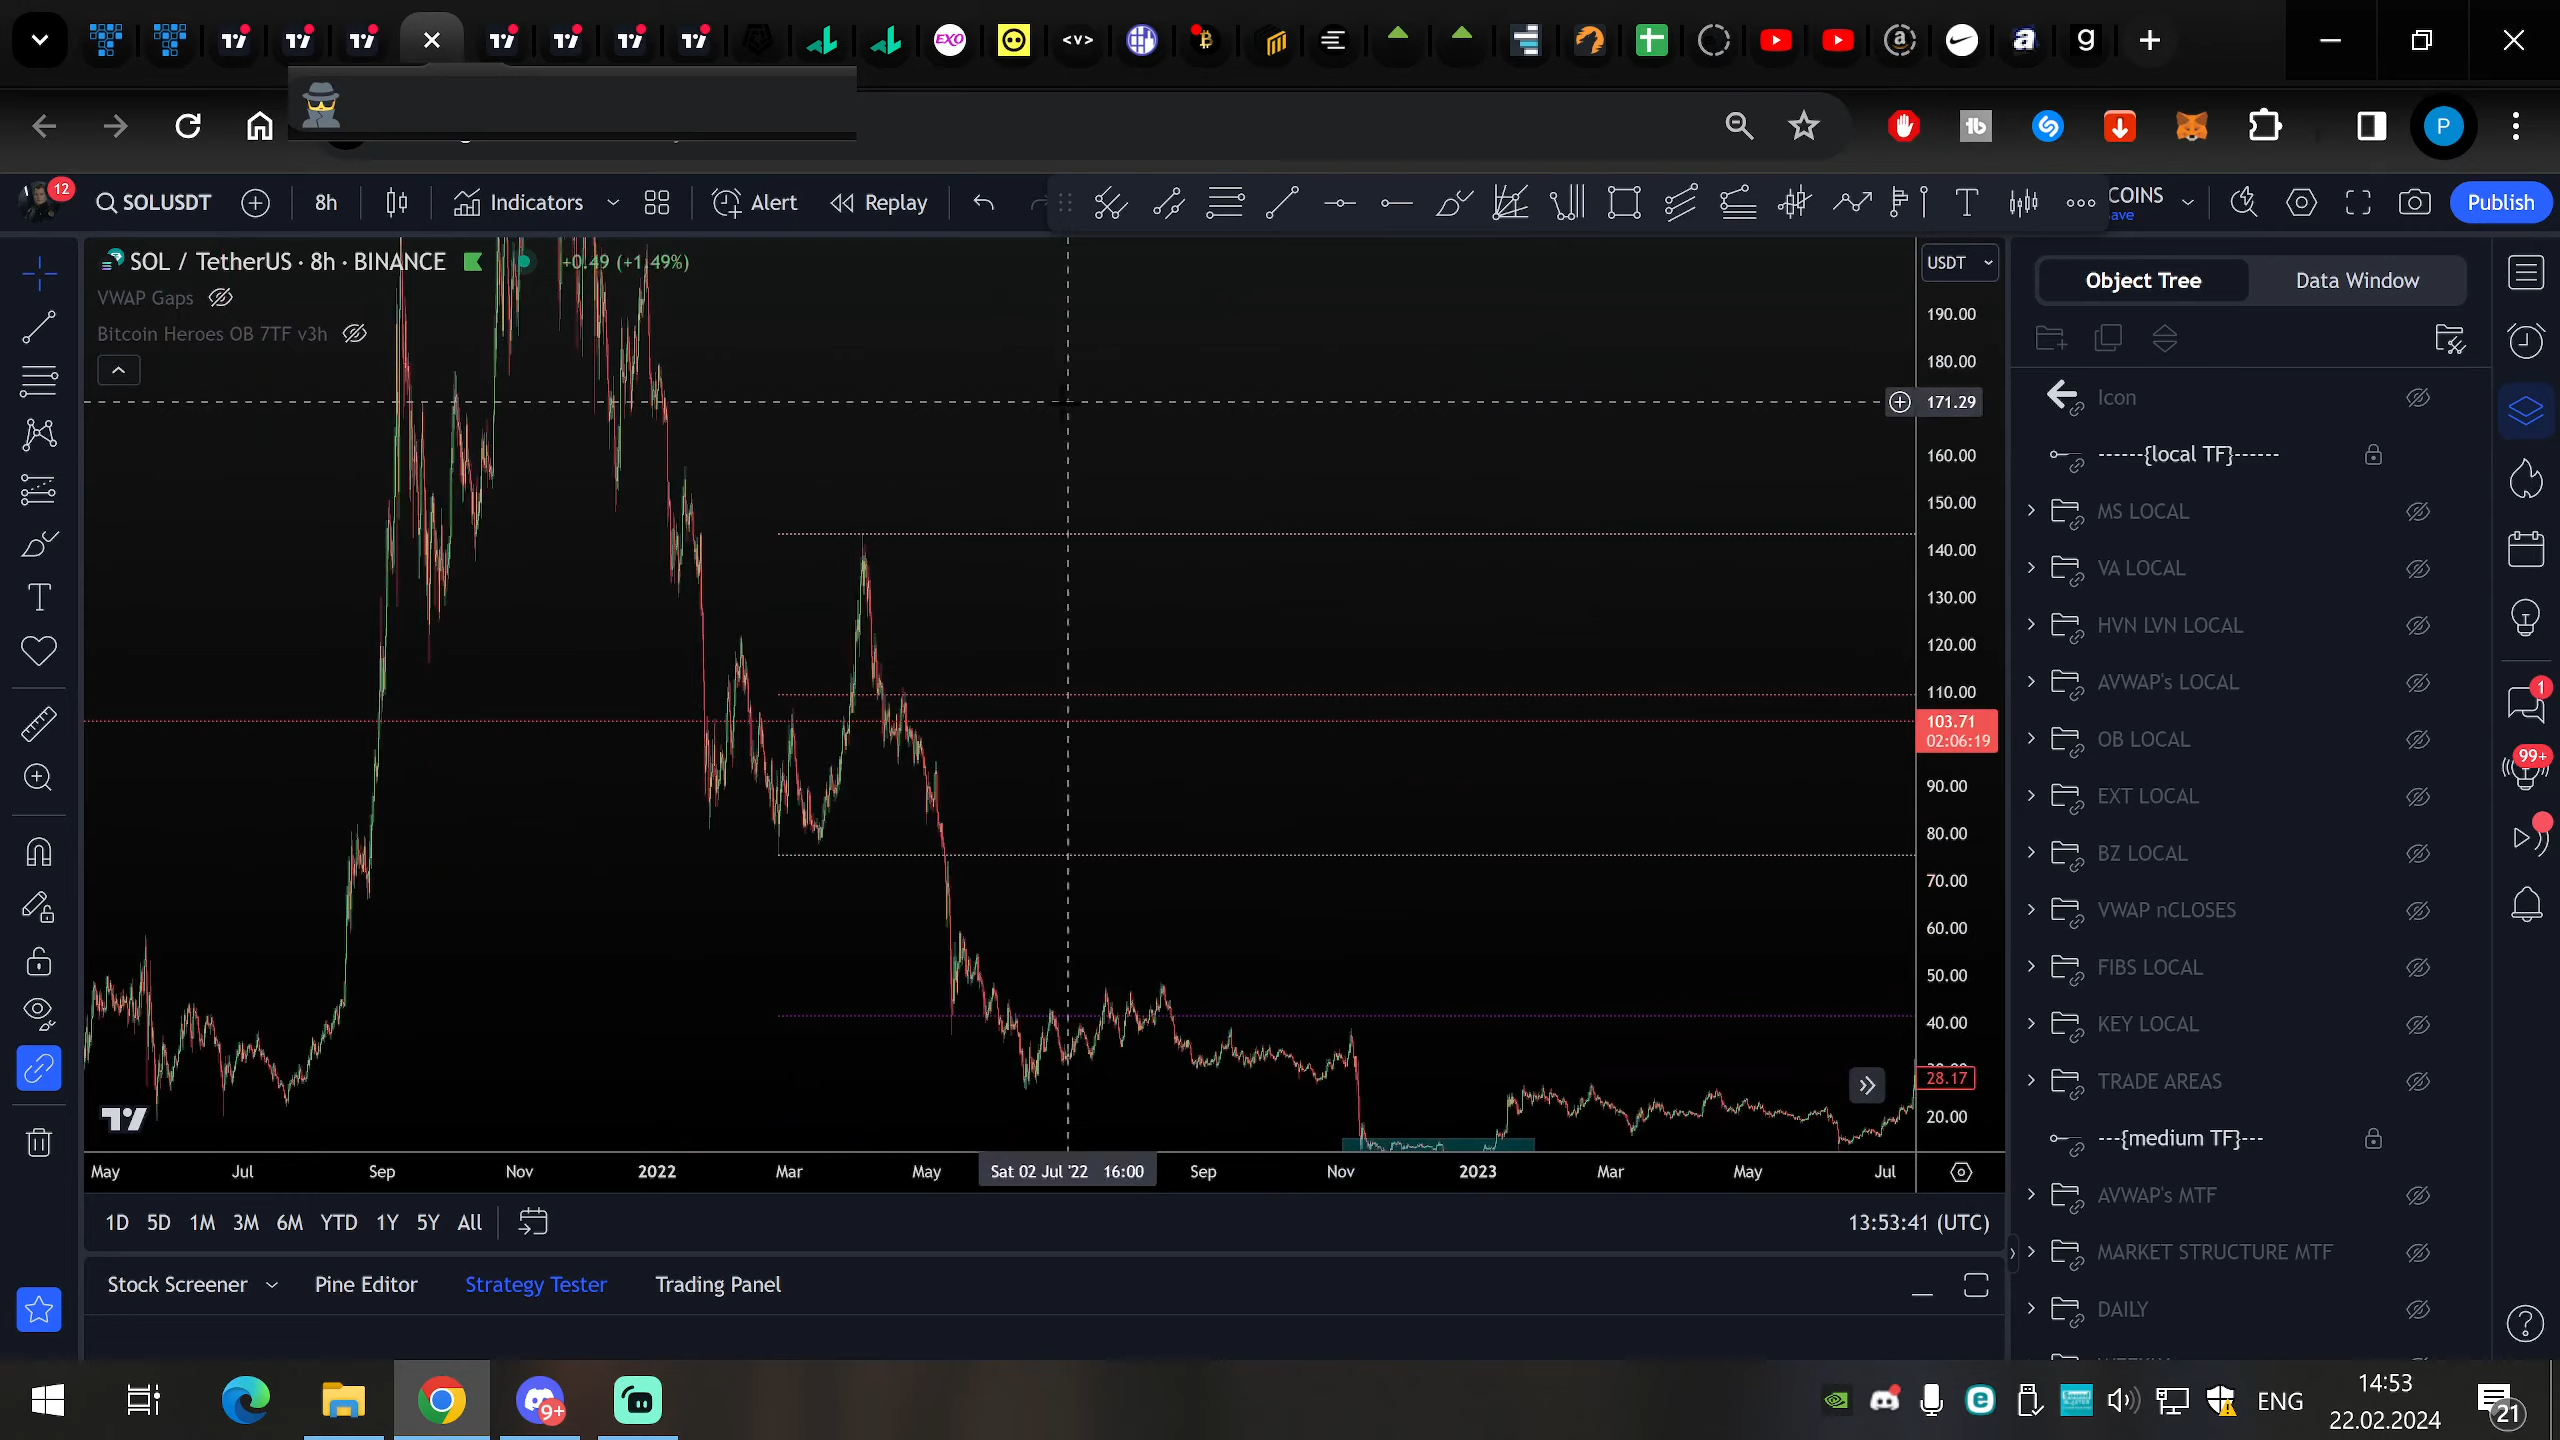 EXO
<v>
a
g
P
12
SOLUSDT
8h
Indicators
Alert
Replay
COINS
ave
Publish
SOL / TetherUS · 8h · BINANCE
+0.49 (+1.49%)
VWAP Gaps
Bitcoin Heroes OB 7TF v3h
USDT
190.00
180.00
171.29
160.00
150.00
140.00
130.00
120.00
110.00
103.71
02:06:19
90.00
80.00
70.00
60.00
50.00
40.00
28.17
20.00
May
Jul
Sep
Nov
2022
Mar
May
Sat 02 Jul '22 16:00
Sep
Nov
2023
Mar
May
Jul
1D
5D
1M
3M
6M
YTD
1Y
5Y
All
13:53:41 (UTC)
Stock Screener
Pine Editor
Strategy Tester
Trading Panel
Object Tree
Data Window
Icon
------{local TF}------
MS LOCAL
VA LOCAL
HVN LVN LOCAL
AVWAP's LOCAL
OB LOCAL
EXT LOCAL
BZ LOCAL
VWAP nCLOSES
FIBS LOCAL
KEY LOCAL
TRADE AREAS
---{medium TF}---
AVWAP's MTF
MARKET STRUCTURE MTF
DAILY
1
99+
9+
ENG
14:53
22.02.2024
21